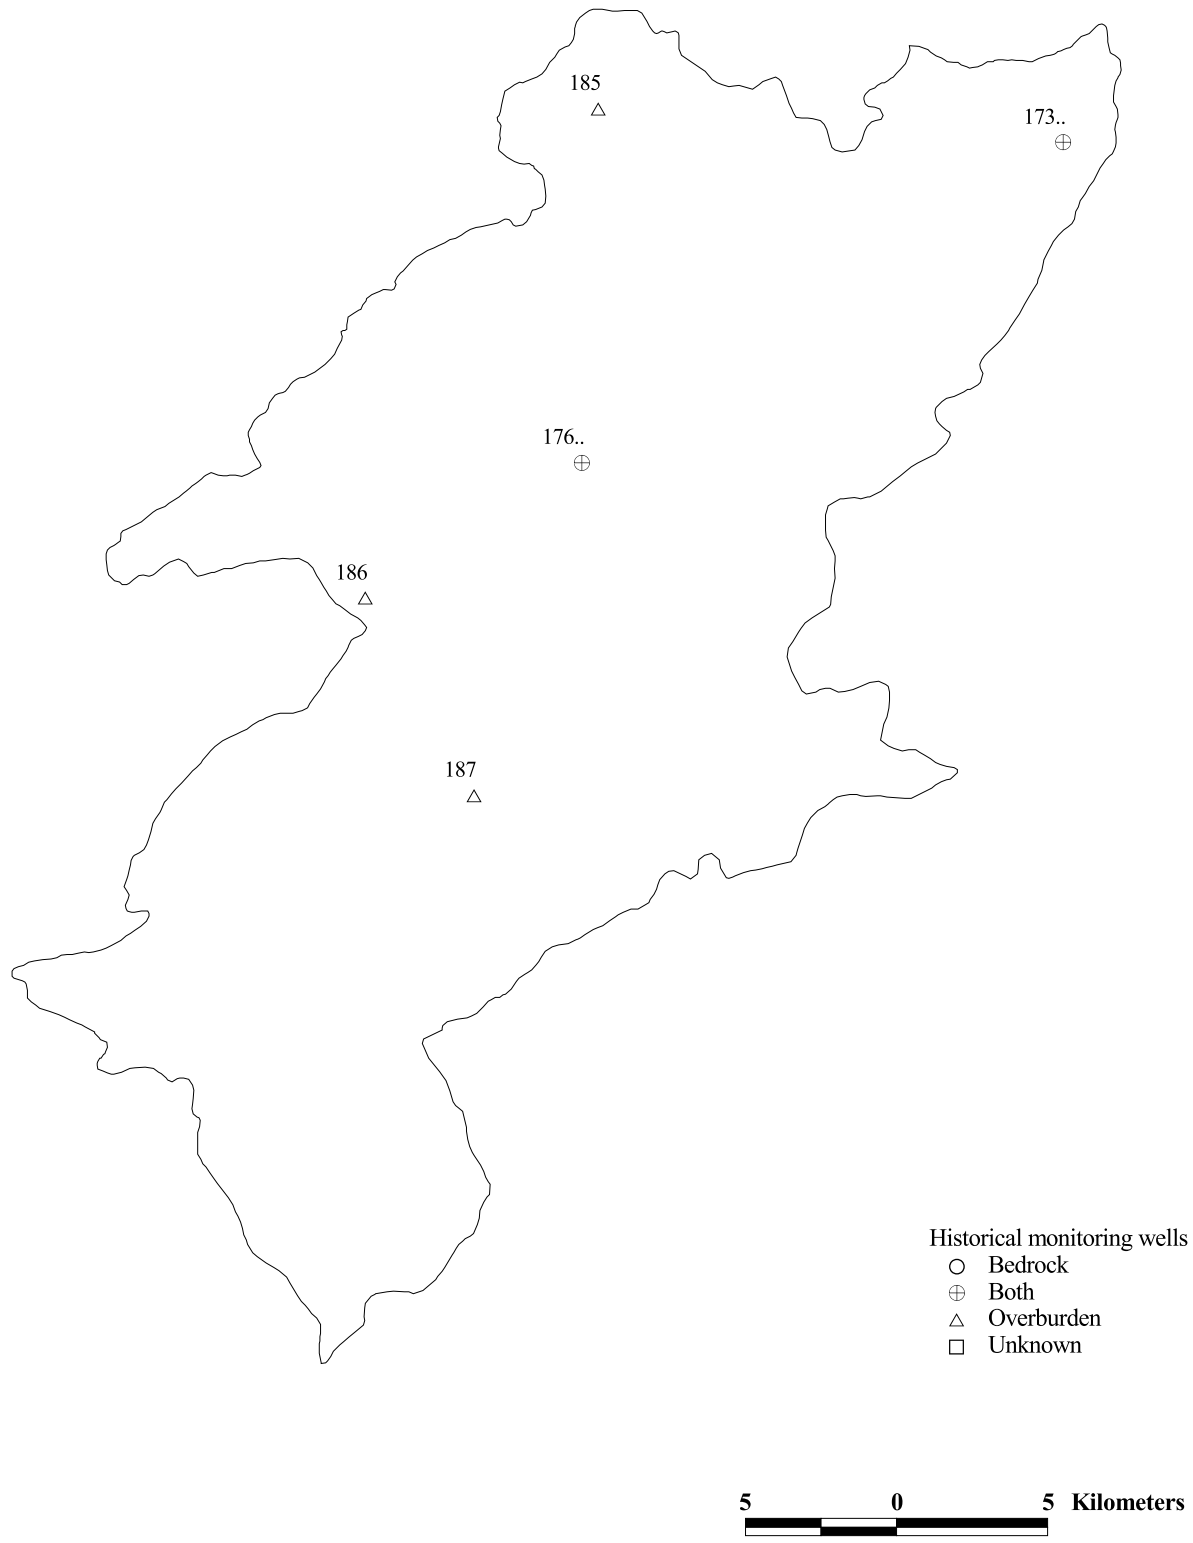 185
173..
176..
186
187
Historical monitoring wells
Bedrock
Both
Overburden
Unknown
5 0 5 Kilometers